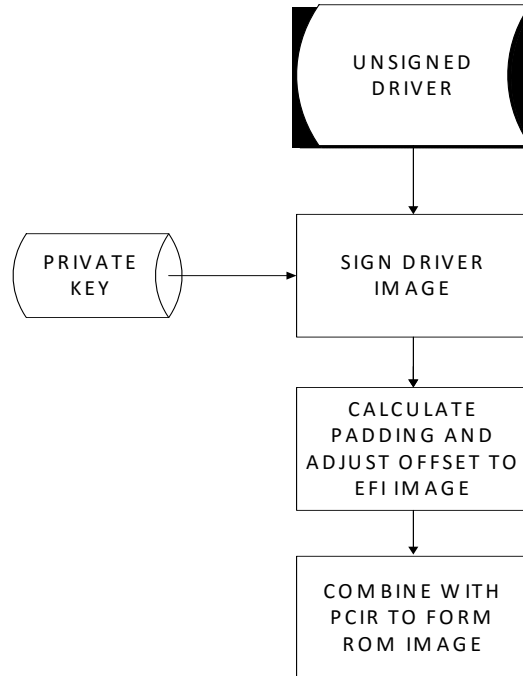 UNSIGNED
DRIVER
PRIVATE
KEY
SIGN DRIVER
IMAGE
CALCULATE
PADDING AND
ADJUST OFFSET TO
EFI IMAGE
COMBINE WITH
PCIR TO FORM
ROM IMAGE